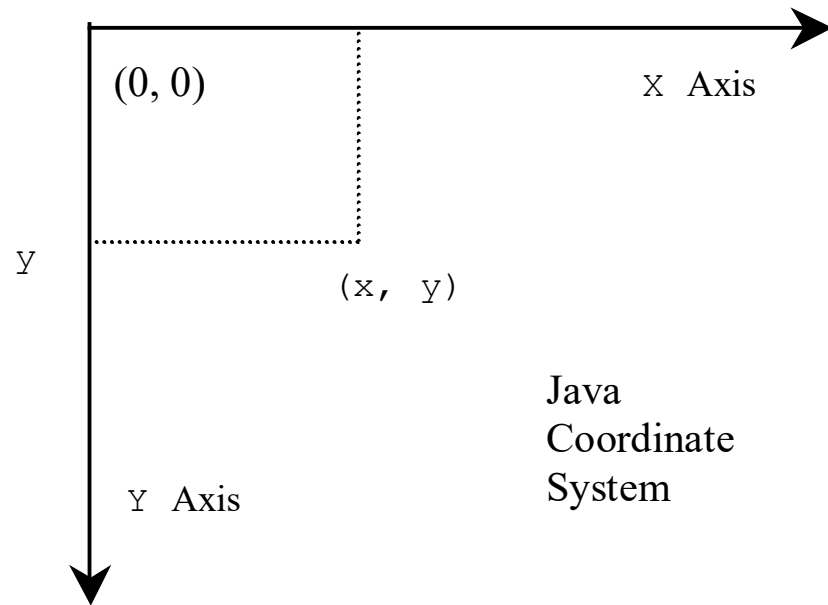 (0, 0)
X Axis
y
(x, y)
Java
Coordinate
System
Y Axis